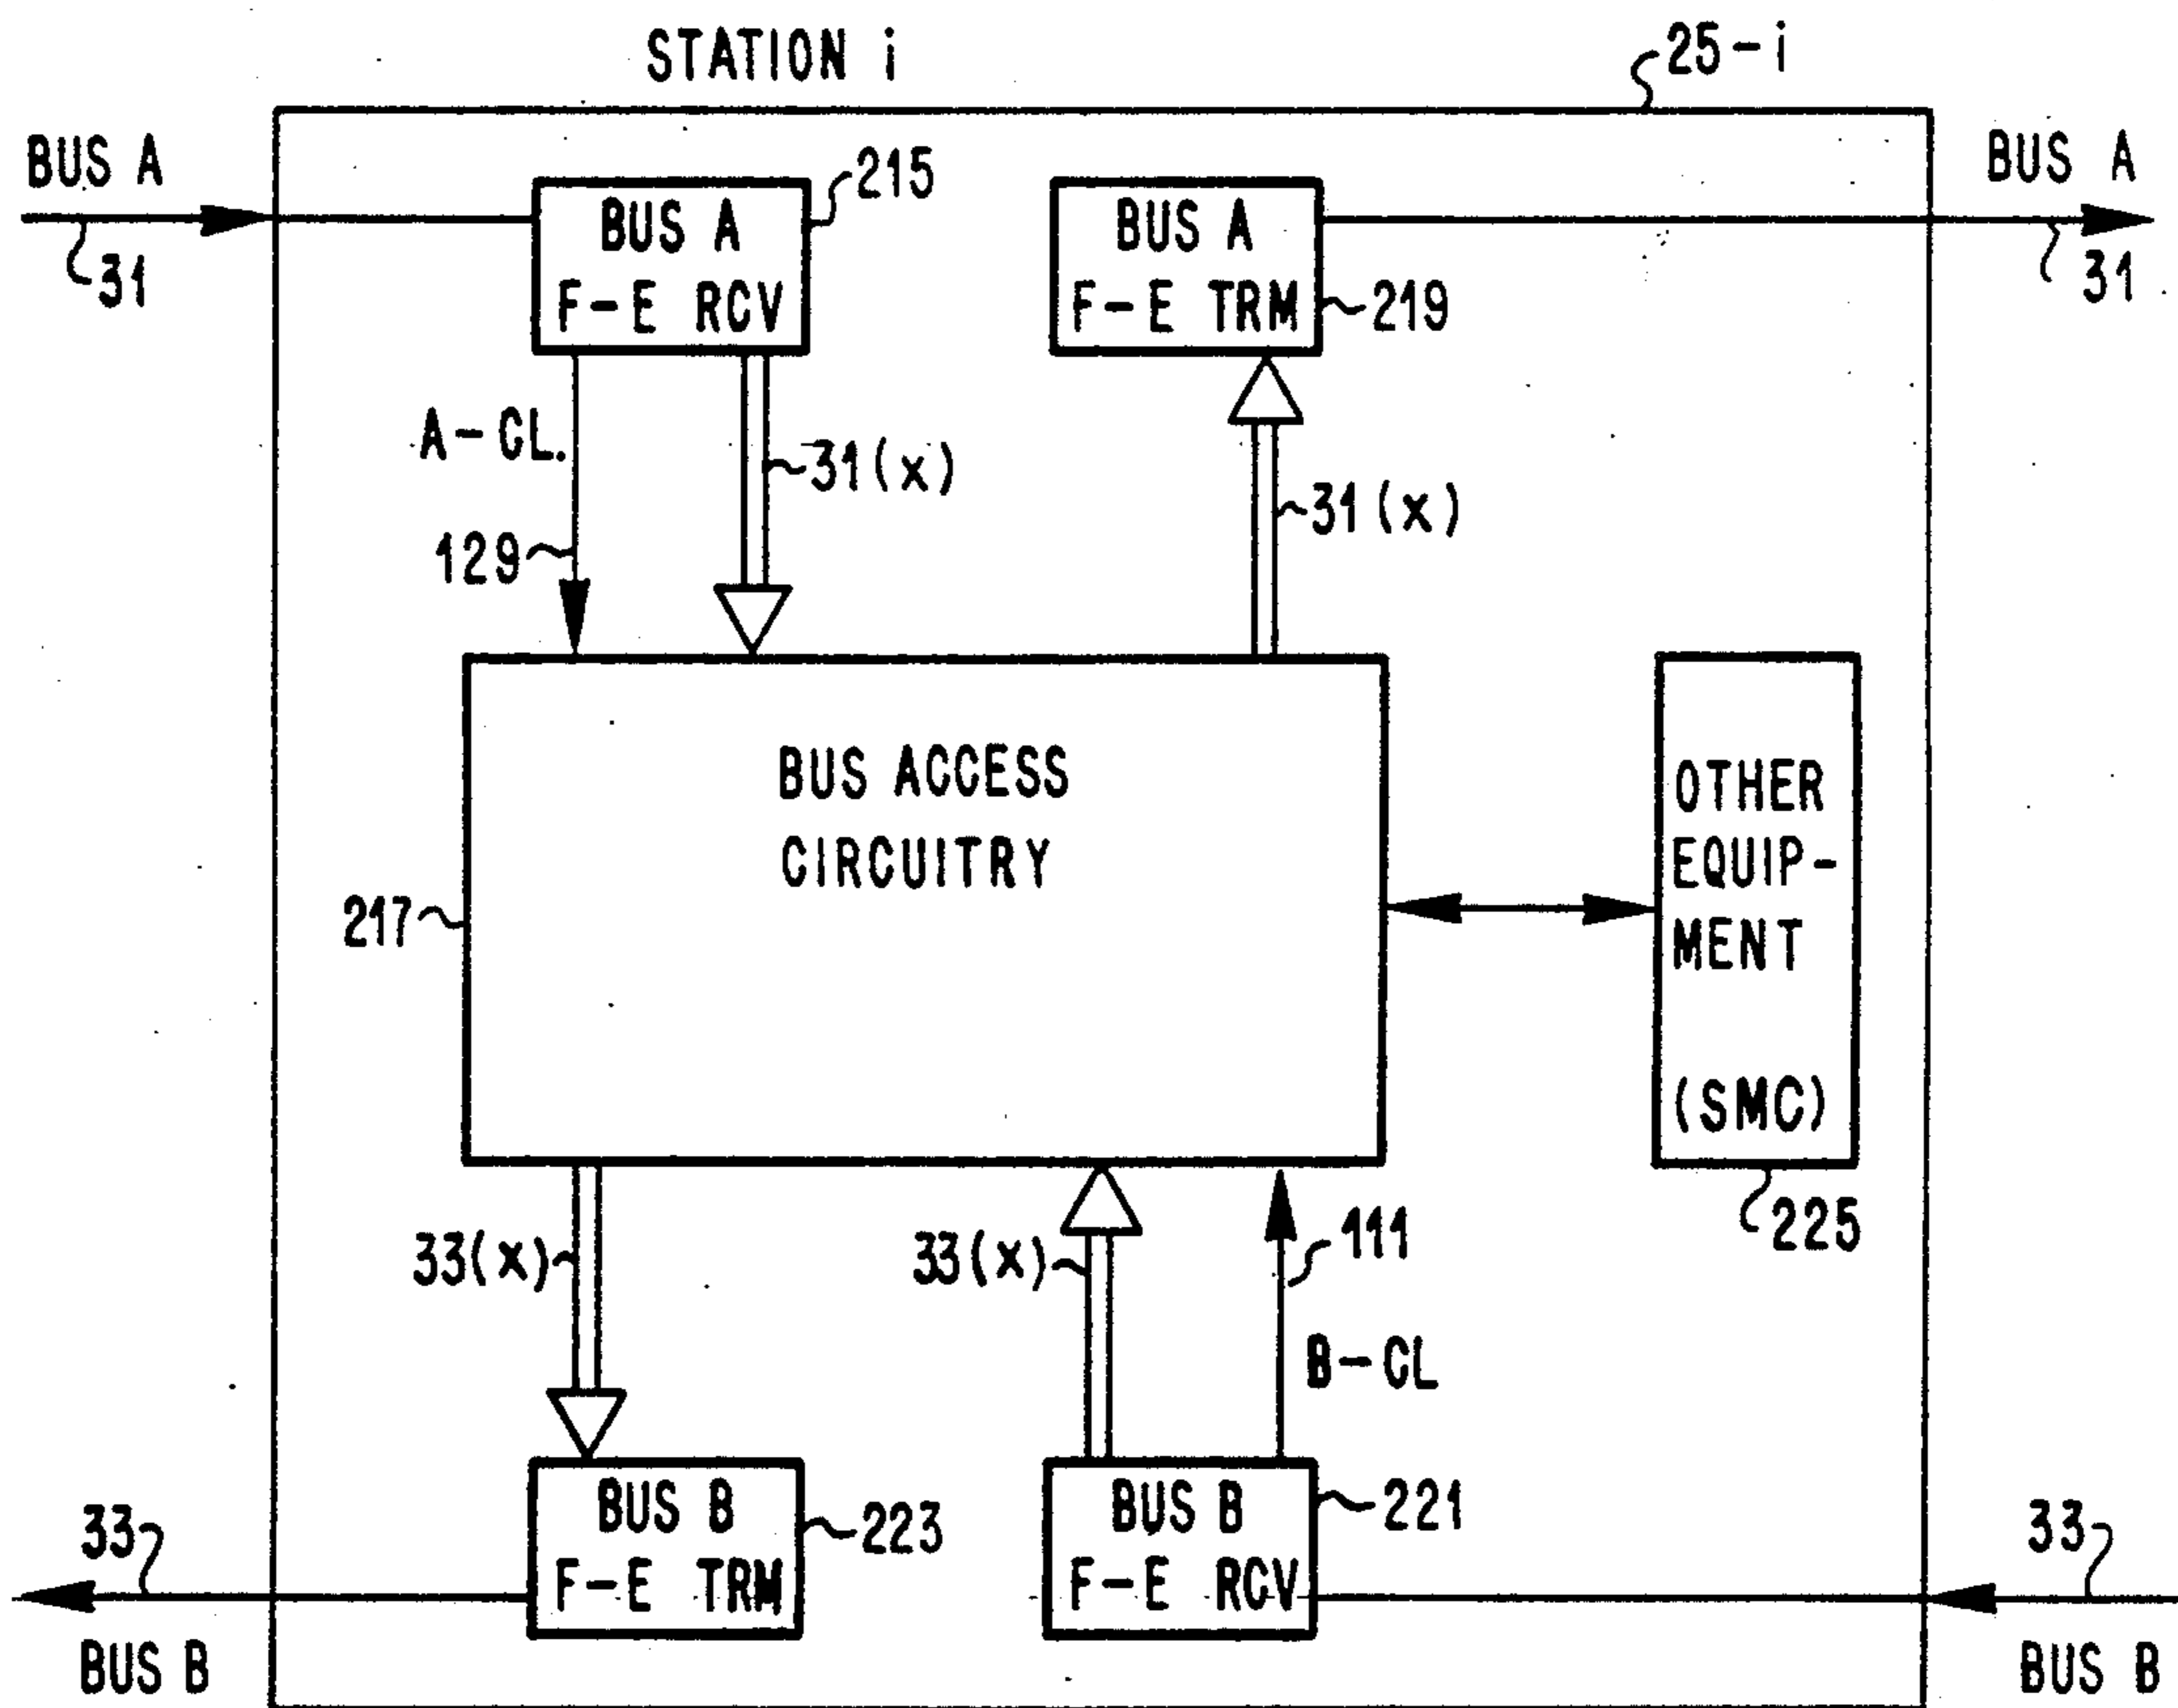 STATION i
25-i
BUS A
BUS A
215
BUS A
F-E RCV
BUS A
F-E TRM
31
219
31
A-CL.
31(x)
31(x)
129
BUS ACCESS
CIRCUITRY
OTHER
EQUIP-
MENT
(SMC)
217
225
33(x)
33(x)
111
B-CL
BUS B
F-E TRM
223
BUS B
F-E RCV
221
33
33
BUS B
BUS B